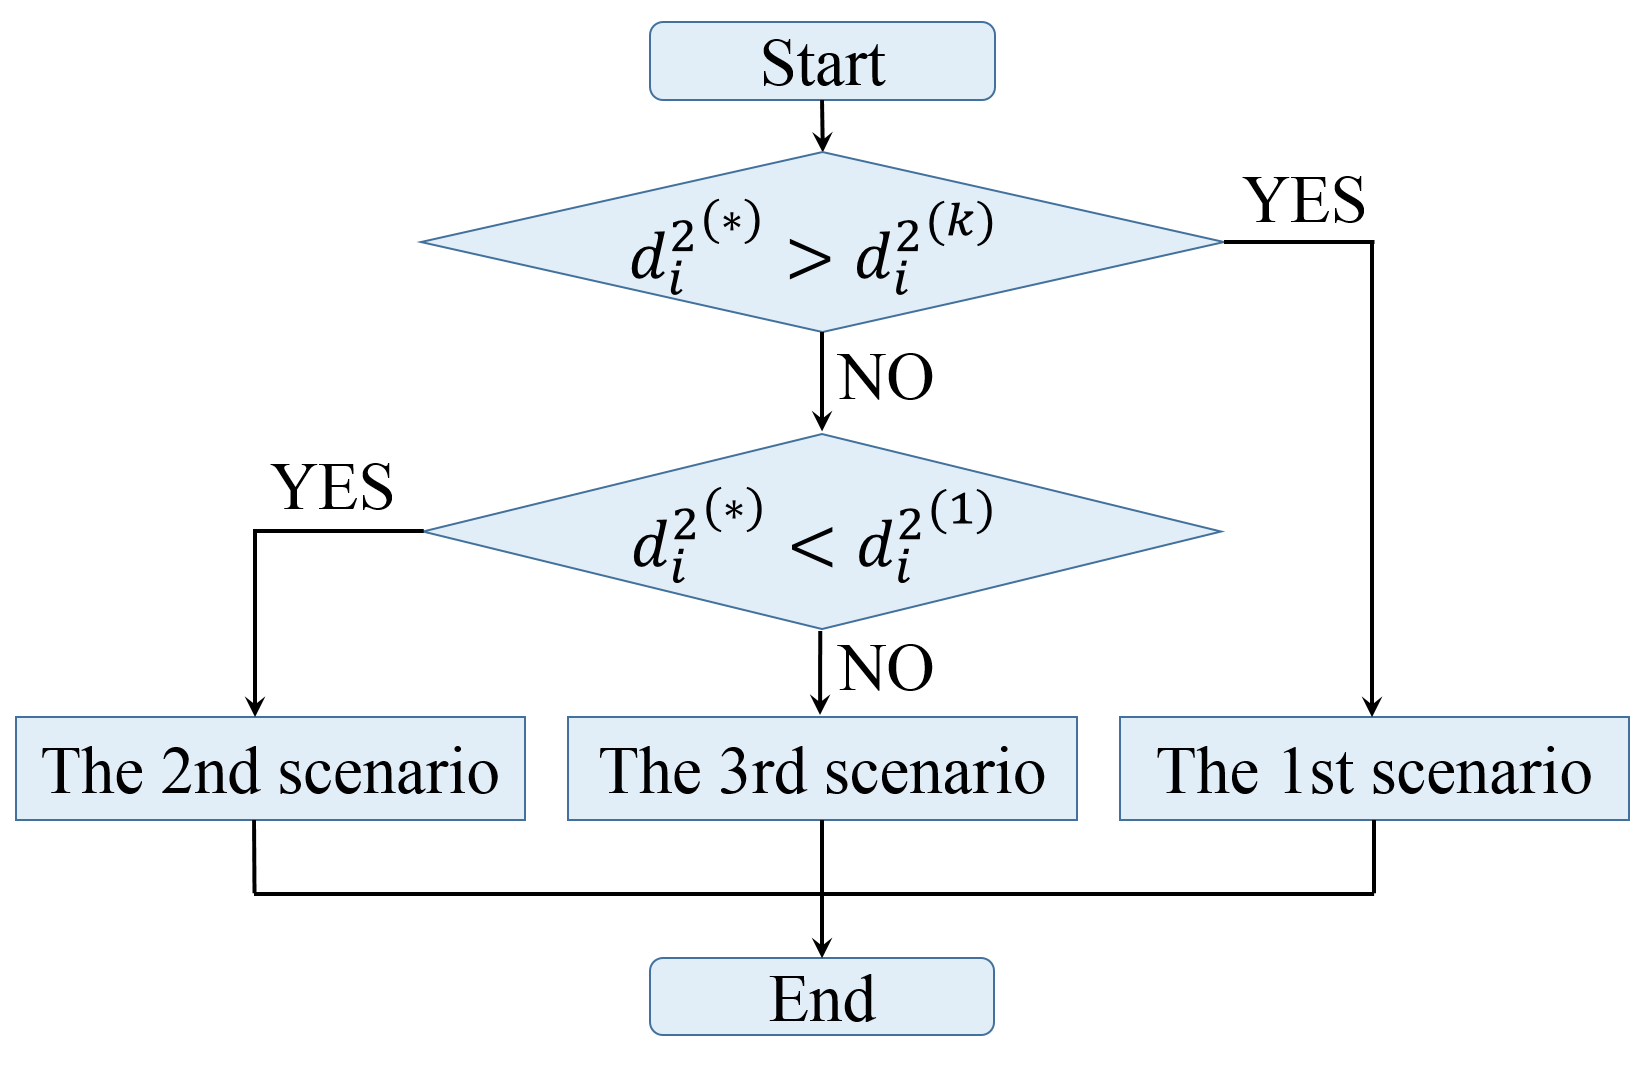 Start
d_i^2^(*) > d_i^2^(k)
YES
NO
YES
d_i^2^(*) < d_i^2^(1)
NO
The 2nd scenario
The 3rd scenario
The 1st scenario
End